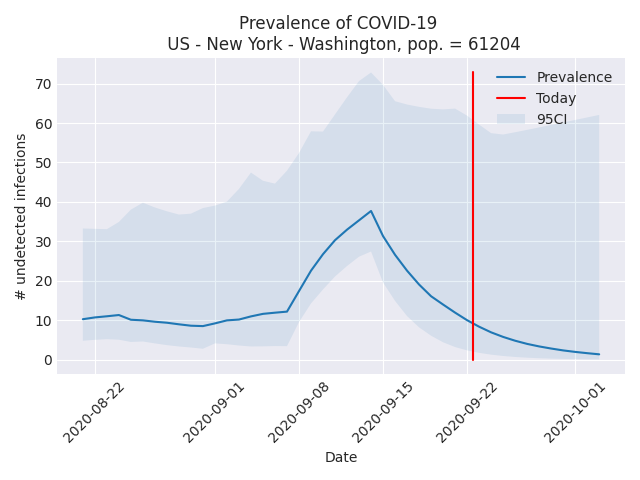 Prevalence of COVID-19
US - New York - Washington, pop. = 61204
Prevalence
Today
95CI
# undetected infections
70
60
50
40
30
20
10
0
2020-08-22
2020-09-01
2020-09-08
2020-09-15
2020-09-22
2020-10-01
Date